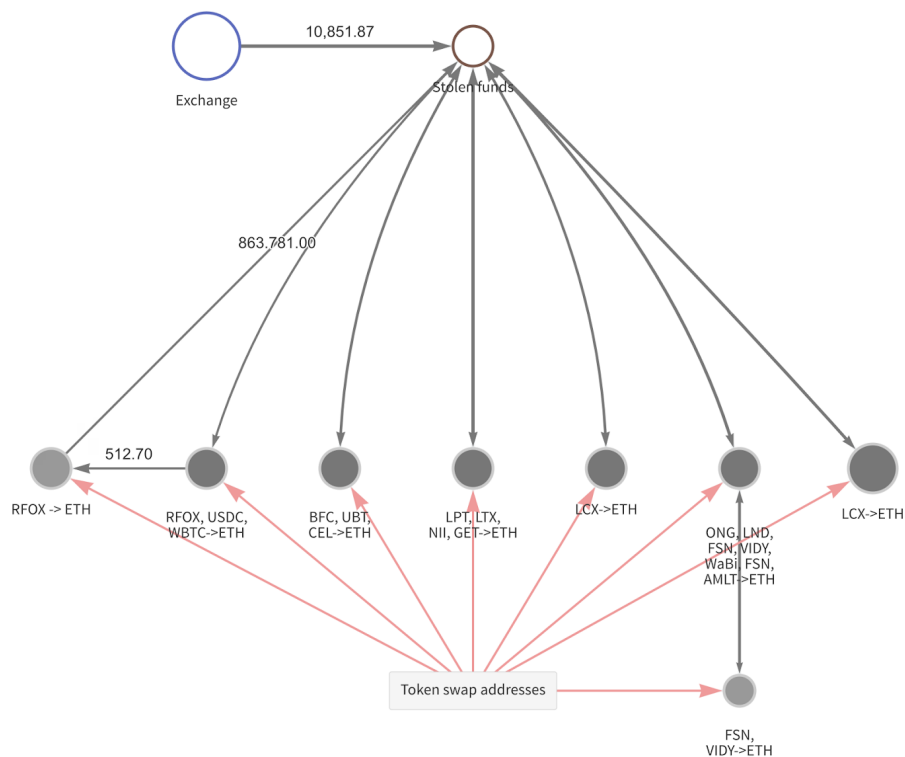 10,851.87
Exchange
Stolen funds
863.781.00
512.70
RFOX -> ETH
RFOX, USDC,
WBTC->ETH
BFC, UBT,
CEL->ETH
LPT, LTX,
NII, GET->ETH
LCX->ETH
ONG, LND,
FSN, VIDY,
WaBi, FSN,
AMLT->ETH
LCX->ETH
Token swap addresses
FSN,
VIDY->ETH